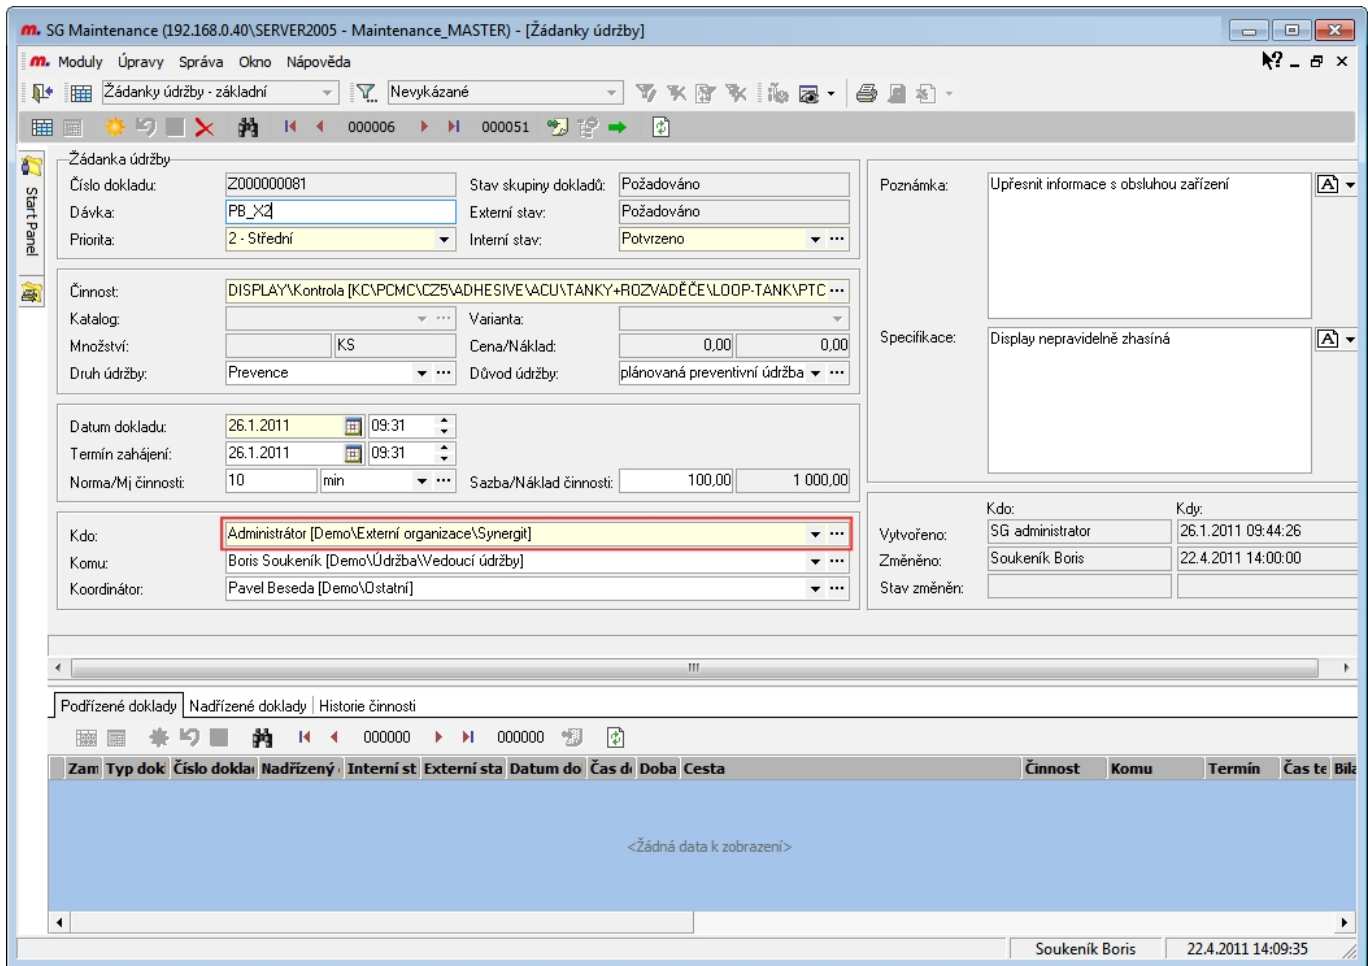 SG Maintenance (192.168.0.40\SERVER2005 - Maintenance_MASTER) - [Žádanky údržby]
Moduly Úpravy Správa Okno Nápověda
Žádanky údržby - základní Nevykázané
000006 000051
Start Panel
Žádanka údržby
Číslo dokladu: Z000000081 Stav skupiny dokladů: Požadováno
Dávka: PB_X2 Externí stav: Požadováno
Priorita: 2 - Střední Interní stav: Potvrzeno
Poznámka: Upřesnit informace s obsluhou zařízení
Činnost: DISPLAY\Kontrola [KC\PCMC\CZ5\ADHESIVE\ACU\TANKY+ROZVADĚČE\LOOP-TANK\PTC
Katalog: Varianta:
Množství: KS Cena/Náklad: 0,00 0,00
Druh údržby: Prevence Důvod údržby: plánovaná preventivní údržba
Specifikace: Display nepravidelně zhasíná
Datum dokladu: 26.1.2011 09:31
Termín zahájení: 26.1.2011 09:31
Norma/Mj činnosti: 10 min Sazba/Náklad činnosti: 100,00 1 000,00
Kdo: Administrátor [Demo\Externí organizace\Synergit]
Komu: Boris Soukeník [Demo\Údržba\Vedoucí údržby]
Koordinátor: Pavel Beseda [Demo\Ostatní]
Kdo: Kdy:
Vytvořeno: SG administrator 26.1.2011 09:44:26
Změněno: Soukeník Boris 22.4.2011 14:00:00
Stav změněn:
Podřízené doklady Nadřízené doklady Historie činnosti
000000 000000
Zam Typ dok Číslo dokla Nadřízený Interní st Externí sta Datum do Čas d Doba Cesta Činnost Komu Termín Čas te Bila
<Žádná data k zobrazení>
Soukeník Boris 22.4.2011 14:09:35